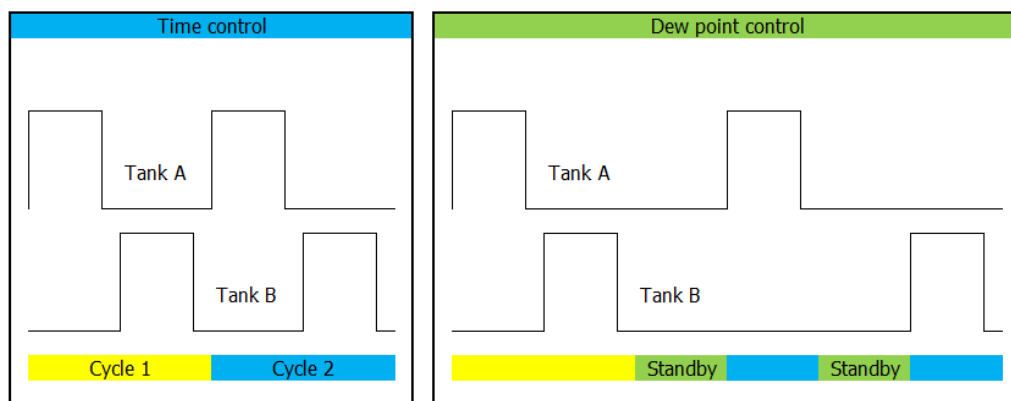 Time control
Tank A
Tank B
Cycle 1 Cycle 2
Dew point control
Tank A
Tank B
Standby Standby